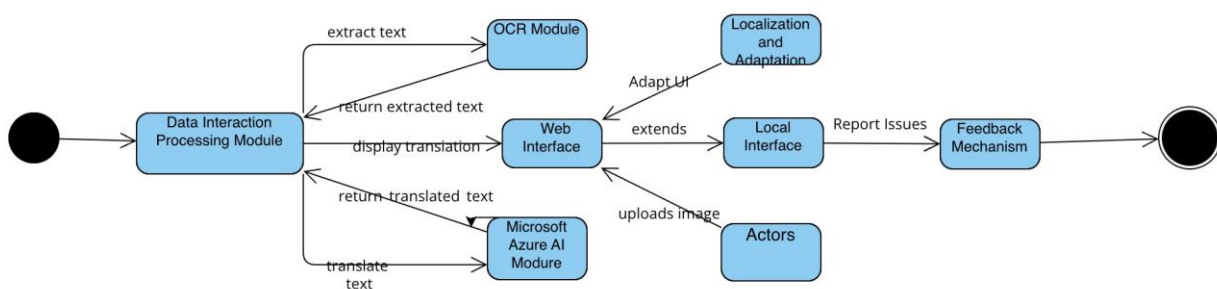 extract text
OCR Module
Localization
and
Adaptation
Adapt UI
return extracted text
Data Interaction
Processing Module
display translation
Web
Interface
extends
Local
Interface
Report Issues
Feedback
Mechanism
return translated text
uploads image
Microsoft
Azure AI
Modure
Actors
translate
text